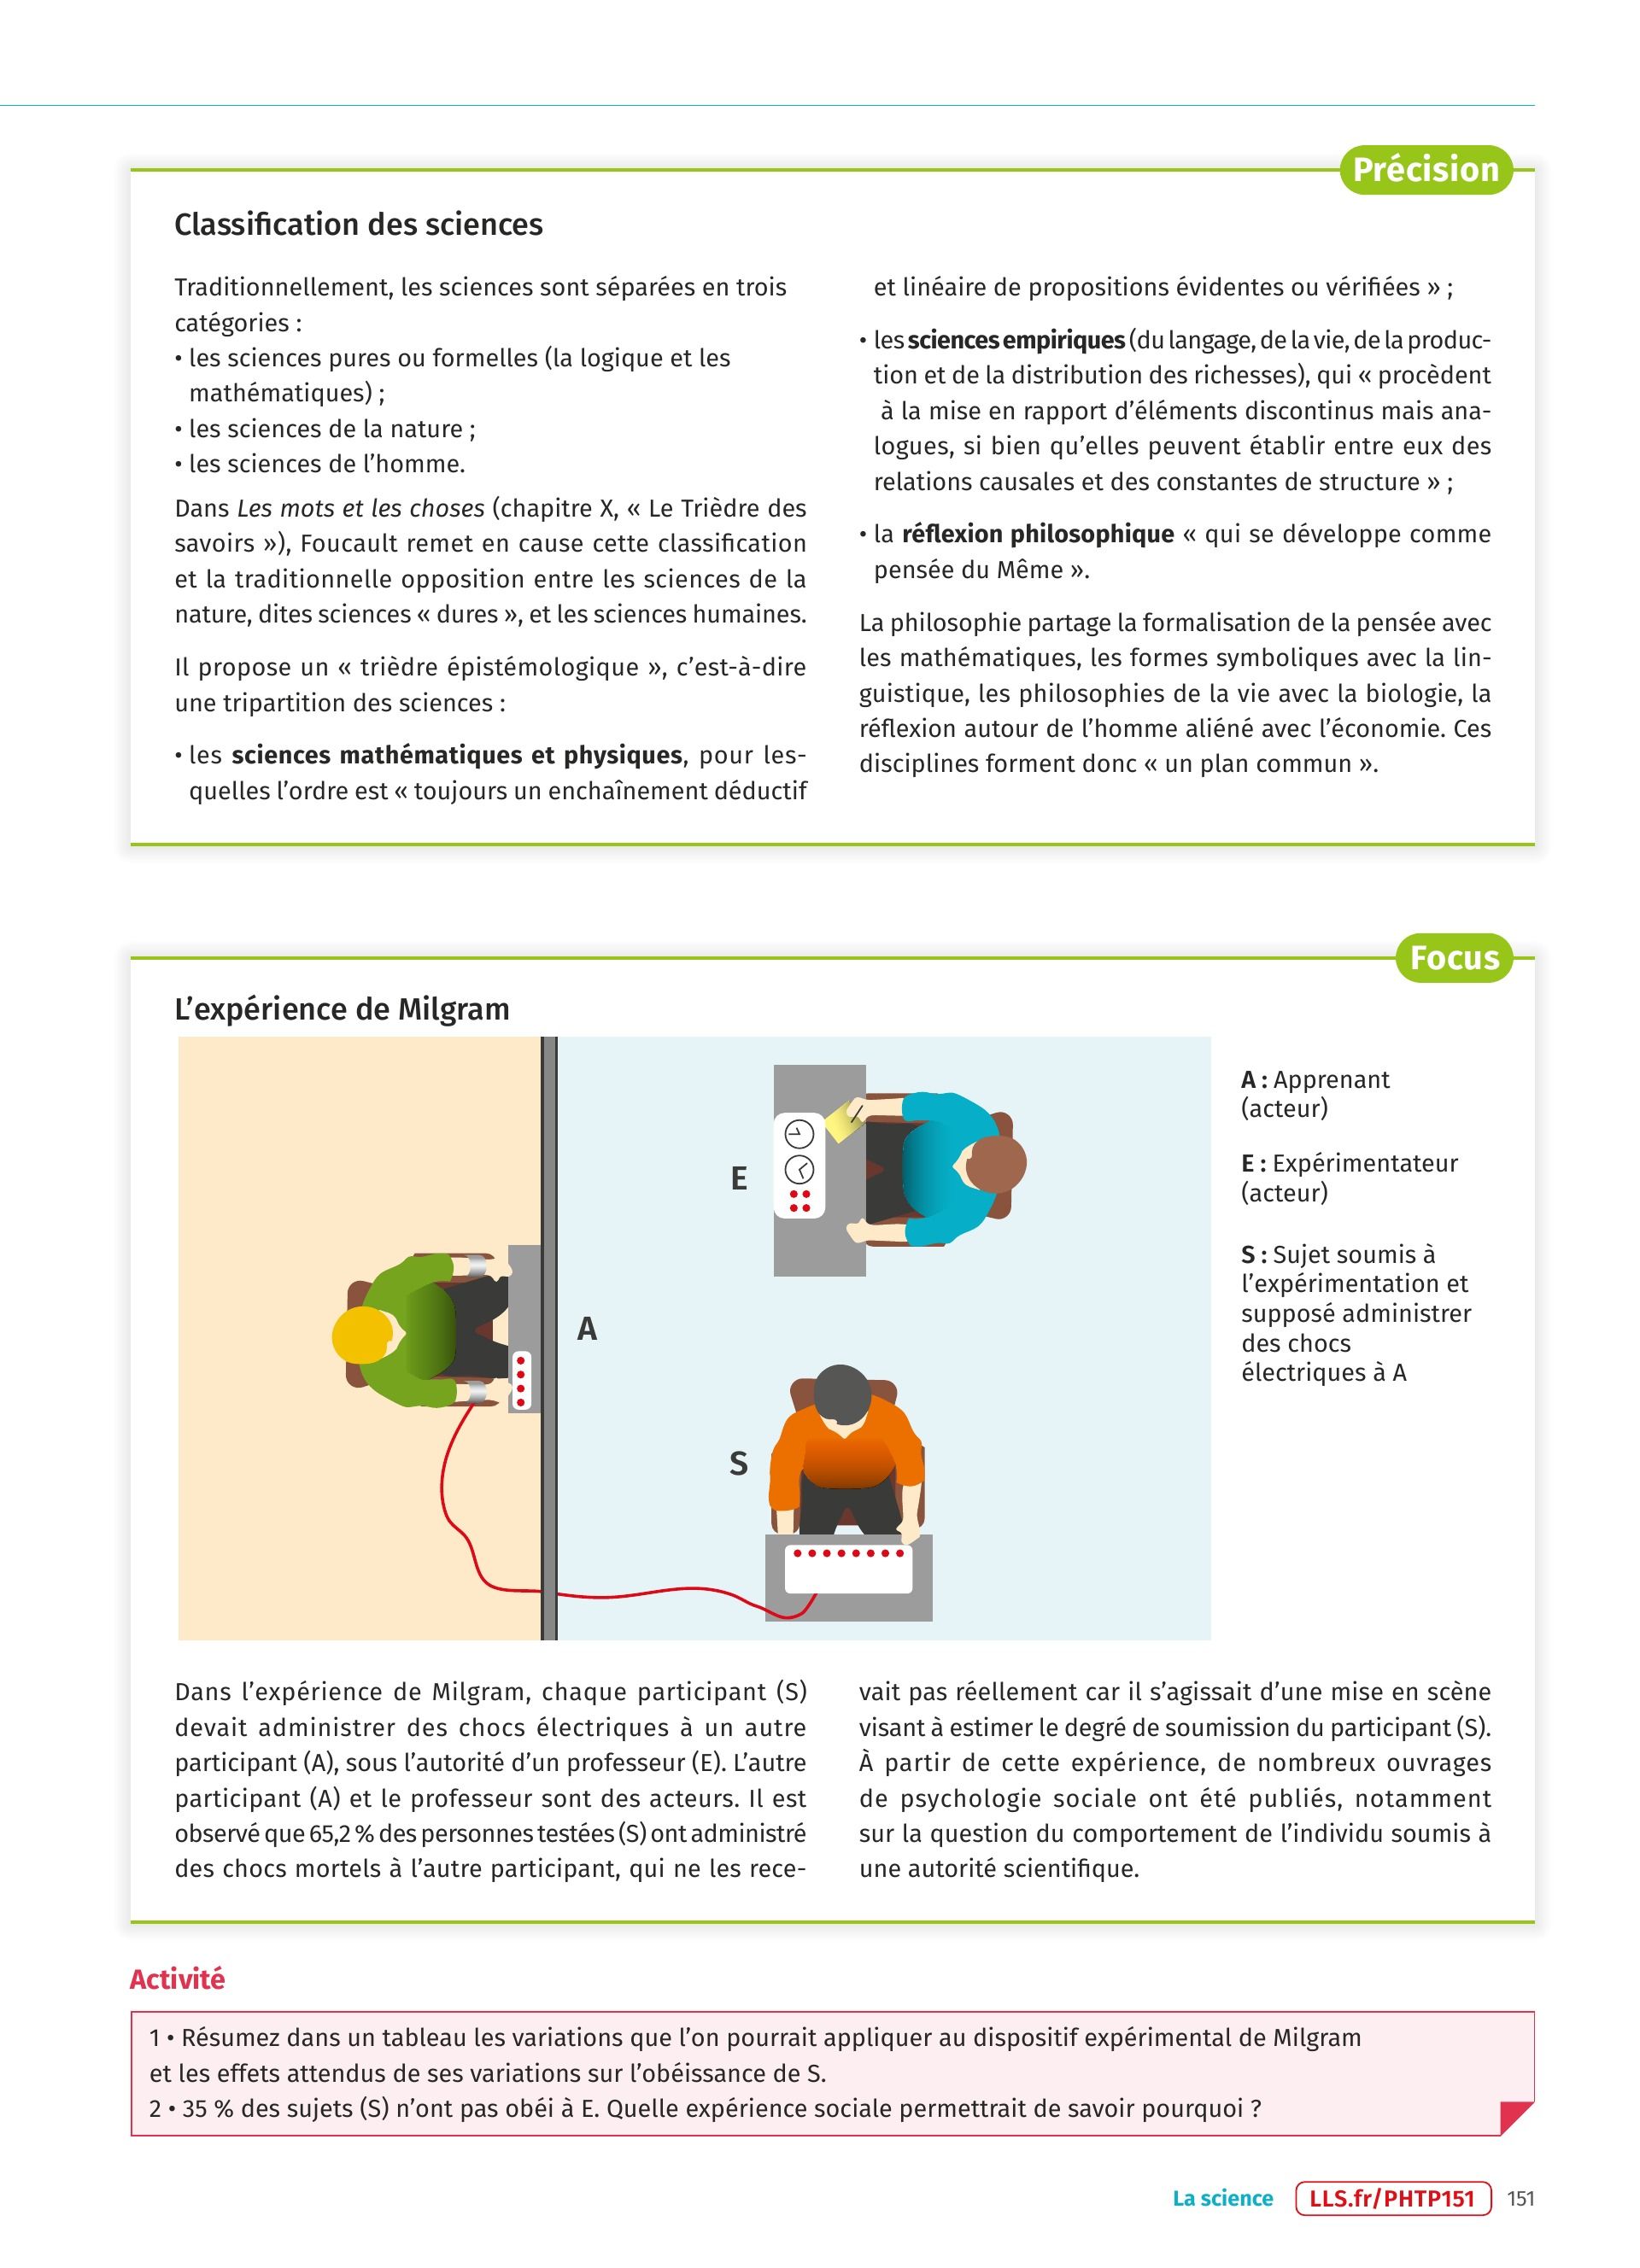 Précision
Classification des sciences
Traditionnellement, les sciences sont séparées en trois
catégories :
• les sciences pures ou formelles (la logique et les
mathématiques) ;
• les sciences de la nature ;
• les sciences de l’homme.
Dans Les mots et les choses (chapitre X, « Le Trièdre des
savoirs »), Foucault remet en cause cette classification
et la traditionnelle opposition entre les sciences de la
nature, dites sciences « dures », et les sciences humaines.
Il propose un « trièdre épistémologique », c’est-à-dire
une tripartition des sciences :
• les sciences mathématiques et physiques, pour les-
quelles l’ordre est « toujours un enchaînement déductif
et linéaire de propositions évidentes ou vérifiées » ;
• les sciences empiriques (du langage, de la vie, de la produc-
tion et de la distribution des richesses), qui « procèdent
à la mise en rapport d’éléments discontinus mais ana-
logues, si bien qu’elles peuvent établir entre eux des
relations causales et des constantes de structure » ;
• la réflexion philosophique « qui se développe comme
pensée du Même ».
La philosophie partage la formalisation de la pensée avec
les mathématiques, les formes symboliques avec la lin-
guistique, les philosophies de la vie avec la biologie, la
réflexion autour de l’homme aliéné avec l’économie. Ces
disciplines forment donc « un plan commun ».
Focus
L’expérience de Milgram
E
A
S
A : Apprenant
(acteur)
E : Expérimentateur
(acteur)
S : Sujet soumis à
l’expérimentation et
supposé administrer
des chocs
électriques à A
Dans l’expérience de Milgram, chaque participant (S)
devait administrer des chocs électriques à un autre
participant (A), sous l’autorité d’un professeur (E). L’autre
participant (A) et le professeur sont des acteurs. Il est
observé que 65,2 % des personnes testées (S) ont administré
des chocs mortels à l’autre participant, qui ne les rece-
vait pas réellement car il s’agissait d’une mise en scène
visant à estimer le degré de soumission du participant (S).
À partir de cette expérience, de nombreux ouvrages
de psychologie sociale ont été publiés, notamment
sur la question du comportement de l’individu soumis à
une autorité scientifique.
Activité
1 • Résumez dans un tableau les variations que l’on pourrait appliquer au dispositif expérimental de Milgram
et les effets attendus de ses variations sur l’obéissance de S.
2 • 35 % des sujets (S) n’ont pas obéi à E. Quelle expérience sociale permettrait de savoir pourquoi ?
La science LLS.fr/PHTP151 151